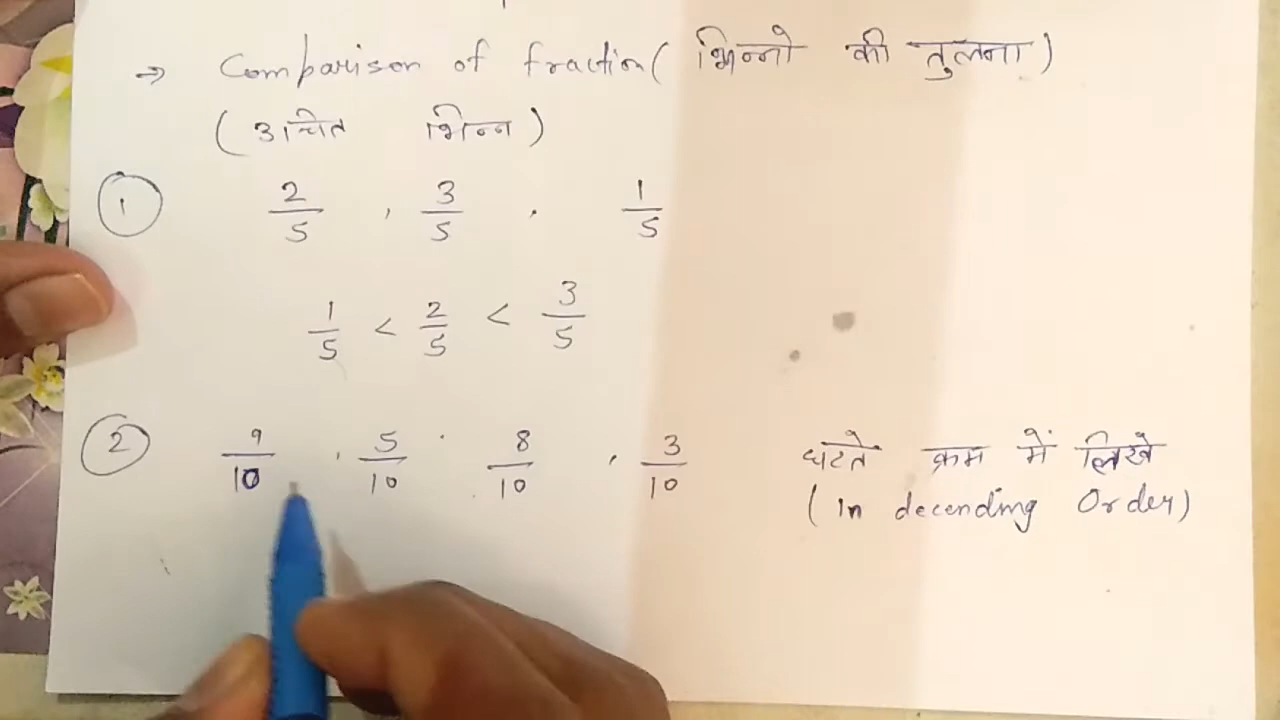 → Comparison of fraction ( भिन्नो की तुलना )
( उचित भिन्न )
① 2/5 , 3/5 , 1/5
1/5 < 2/5 < 3/5
② 9/10 , 5/10 , 8/10 , 3/10 घटते क्रम में लिखे
( In decending Order )